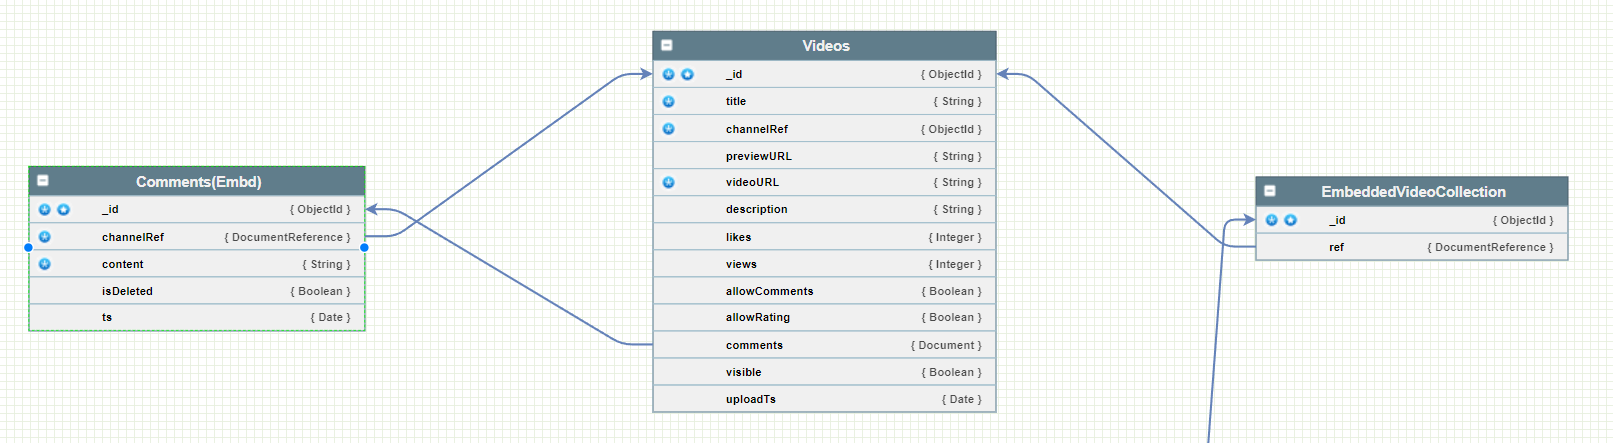 Videos
_id { ObjectId }
title { String }
channelRef { ObjectId }
previewURL { String }
videoURL { String }
description { String }
likes { Integer }
views { Integer }
allowComments { Boolean }
allowRating { Boolean }
comments { Document }
visible { Boolean }
uploadTs { Date }
Comments(Embd)
_id { ObjectId }
channelRef { DocumentReference }
content { String }
isDeleted { Boolean }
ts { Date }
EmbeddedVideoCollection
_id { ObjectId }
ref { DocumentReference }